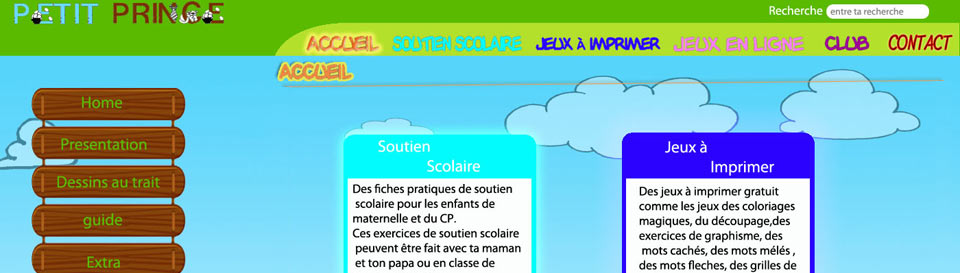 PETIT PRINCE
Recherche entre ta recherche
ACCUEIL SOUTIEN SCOLAIRE JEUX à IMPRIMER JEUX EN LIGNE CLUB CONTACT
ACCUEIL
Home
Presentation
Dessins au trait
guide
Extra
Soutien
Scolaire
Des fiches pratiques de soutien
scolaire pour les enfants de
maternelle et du CP.
Ces exercices de soutien scolaire
peuvent être fait avec ta maman
et ton papa ou en classe de
Jeux à
Imprimer
Des jeux à imprimer gratuit
comme les jeux des coloriages
magiques, du découpage,des
exercices de graphisme, des
mots cachés, des mots mélés ,
des mots fleches, des grilles de